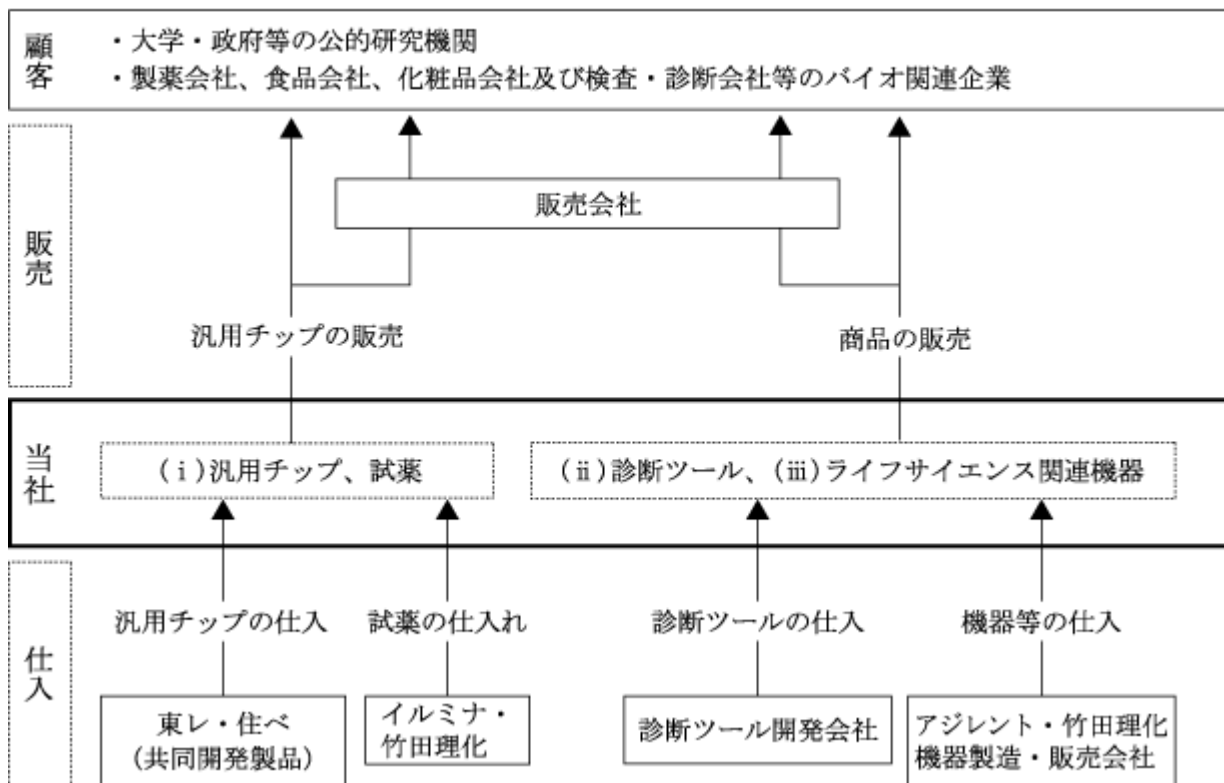 顧客
・大学・政府等の公的研究機関
・製薬会社、食品会社、化粧品会社及び検査・診断会社等のバイオ関連企業
販売
販売会社
汎用チップの販売
商品の販売
当社
(ⅰ)汎用チップ、試薬
(ⅱ)診断ツール、(ⅲ)ライフサイエンス関連機器
仕入
汎用チップの仕入
試薬の仕入れ
診断ツールの仕入
機器等の仕入
東レ・住べ
(共同開発製品)
イルミナ・
竹田理化
診断ツール開発会社
アジレント・竹田理化
機器製造・販売会社